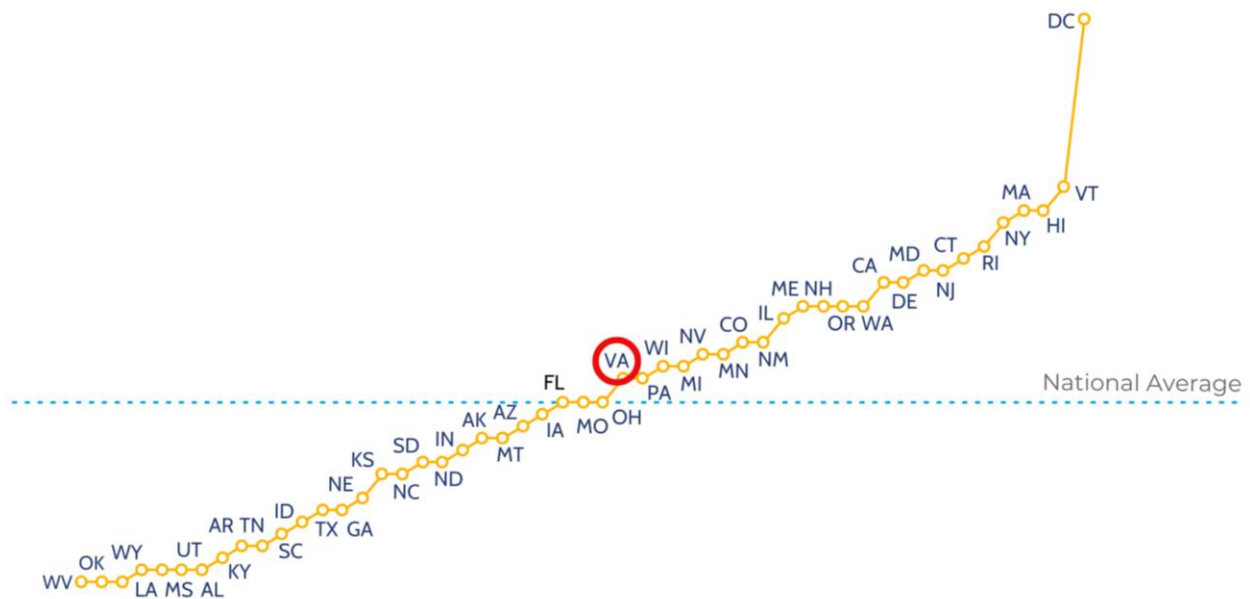 DC
VT
MA
HI
NY
CT
RI
MD
NJ
CA
DE
ME NH
OR WA
IL
CO
NM
NV
MN
WI
MI
VA
PA
National Average
FL
OH
MO
IA
AZ
AK
MT
IN
ND
SD
NC
KS
NE
TX GA
ID
SC
AR TN
KY
UT
WY
LA MS AL
OK
WV